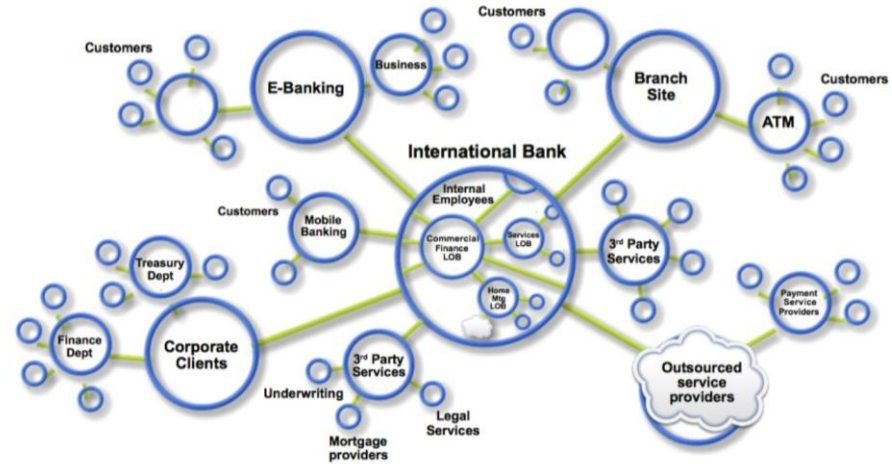 Customers
E-Banking
Business
Customers
Branch
Site
ATM
Customers
International Bank
Internal
Employees
Commercial
Finance
LOB
Services
LOB
Home
Mtg
LOB
Customers
Mobile
Banking
3rd Party
Services
Treasury
Dept
Finance
Dept
Corporate
Clients
3rd Party
Services
Underwriting
Mortgage
providers
Legal
Services
Payment
Service
Providers
Outsourced
service
providers